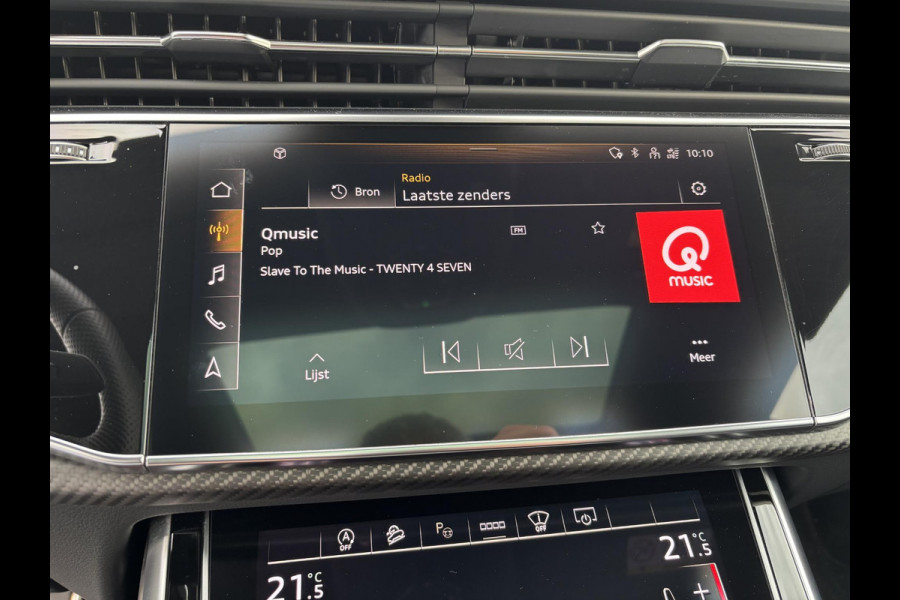 10:10
Radio
Bron
Laatste zenders
Qmusic
FM
Pop
Slave To The Music - TWENTY 4 SEVEN
Q
MUSIC
Lijst
Meer
A
OFF
P
OFF
21.5°C
21.5°C
+